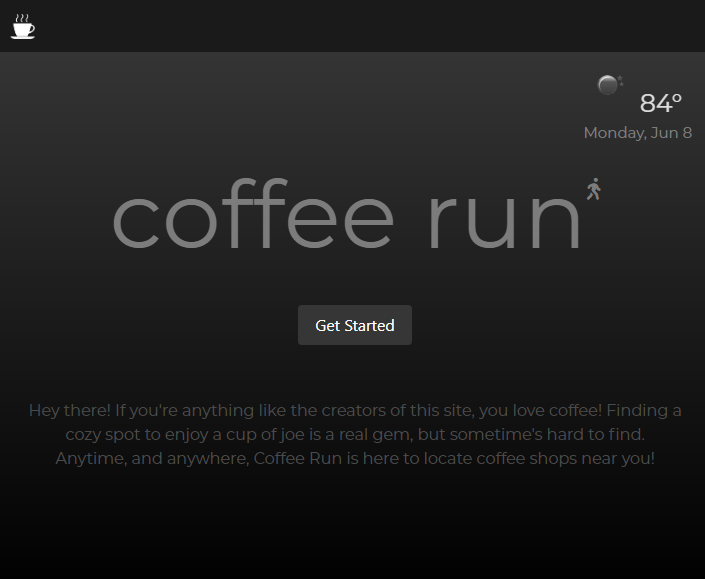 84°
Monday, Jun 8
coffee run
Get Started
Hey there! If you're anything like the creators of this site, you love coffee! Finding a
cozy spot to enjoy a cup of joe is a real gem, but sometime's hard to find.
Anytime, and anywhere, Coffee Run is here to locate coffee shops near you!